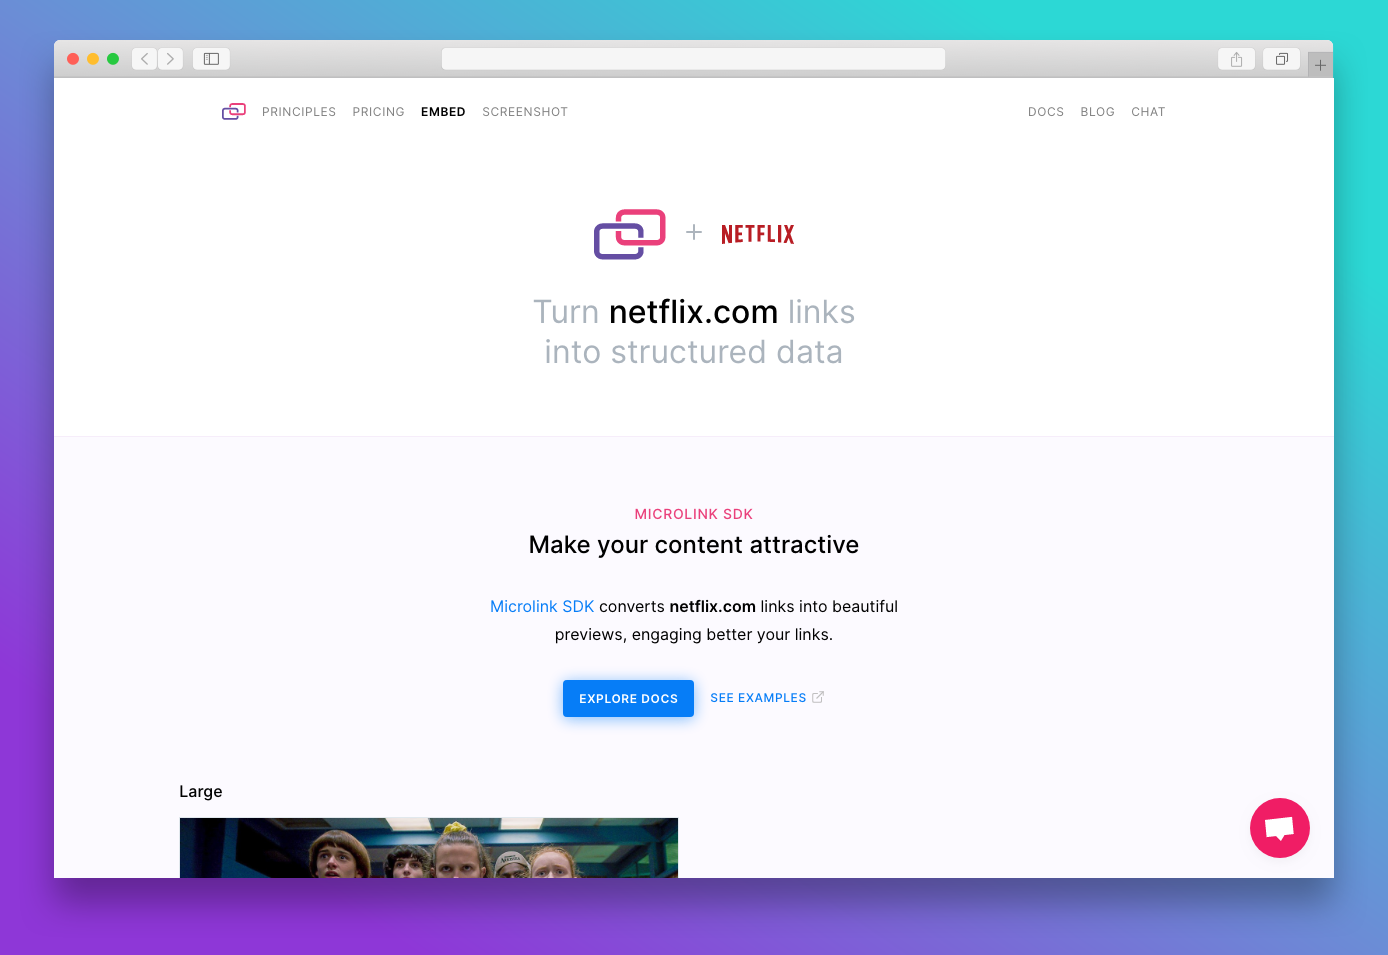 PRINCIPLES PRICING EMBED SCREENSHOT DOCS BLOG CHAT
NETFLIX
Turn netflix.com links
into structured data
MICROLINK SDK
Make your content attractive
Microlink SDK converts netflix.com links into beautiful
previews, engaging better your links.
EXPLORE DOCS SEE EXAMPLES
Large